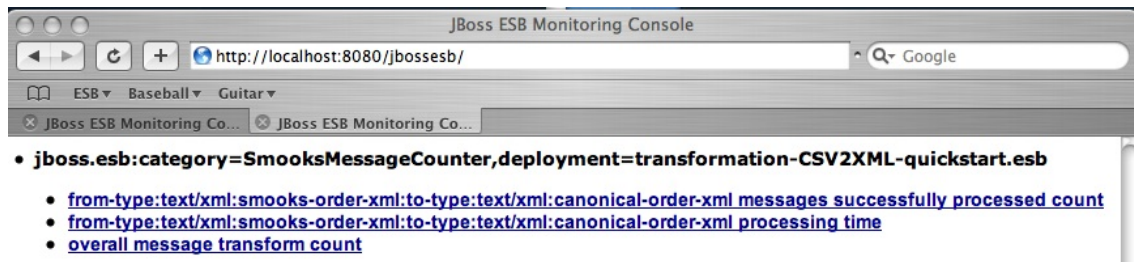 JBoss ESB Monitoring Console
http://localhost:8080/jbossesb/
Google
ESB Baseball Guitar
JBoss ESB Monitoring Co... JBoss ESB Monitoring Co...
• jboss.esb:category=SmooksMessageCounter,deployment=transformation-CSV2XML-quickstart.esb
• from-type:text/xml:smooks-order-xml:to-type:text/xml:canonical-order-xml messages successfully processed count
• from-type:text/xml:smooks-order-xml:to-type:text/xml:canonical-order-xml processing time
• overall message transform count